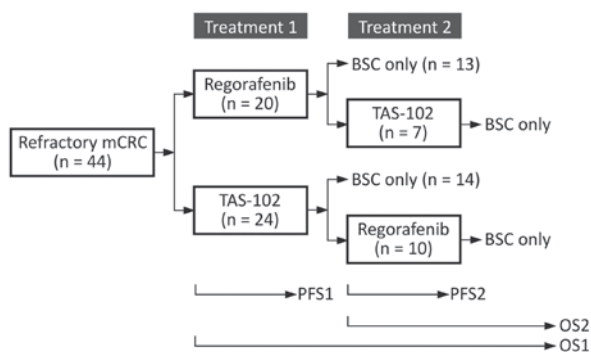 Treatment 1
Treatment 2
Refractory mCRC
(n = 44)
Regorafenib
(n = 20)
BSC only (n = 13)
TAS-102
(n = 7)
BSC only
TAS-102
(n = 24)
BSC only (n = 14)
Regorafenib
(n = 10)
BSC only
PFS1
PFS2
OS2
OS1